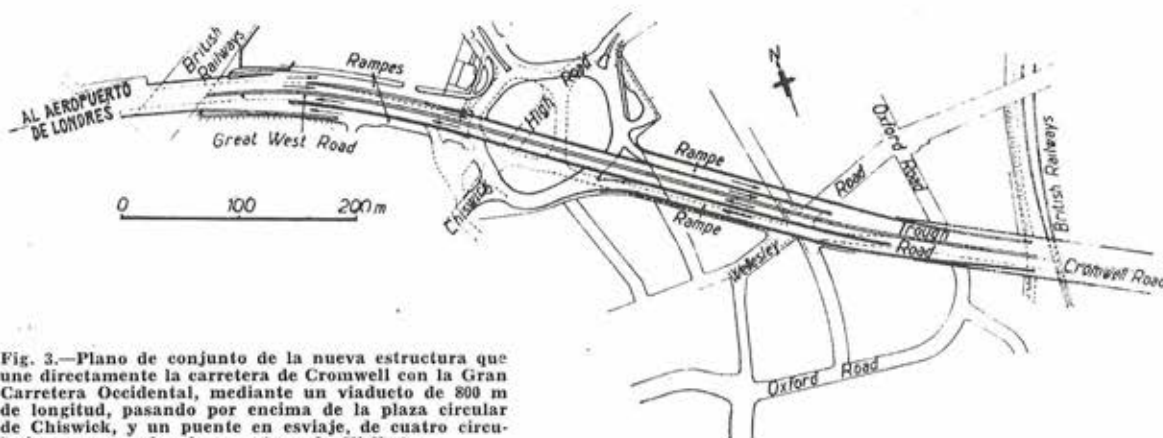 British
Railways
Rampes
AL AEROPUERTO
DE LONDRES
Great West Road
High
Road
N
Chiswick
Rampe
Rampe
Oxford Road
Road
Wellesley
Trough
Road
British Railways
Cromwell Road
Oxford Road
0 100 200 m
Fig. 3.—Plano de conjunto de la nueva estructura que
une directamente la carretera de Cromwell con la Gran
Carretera Occidental, mediante un viaducto de 800 m
de longitud, pasando por encima de la plaza circular
de Chiswick, y un puente en esviaje, de cuatro circu-